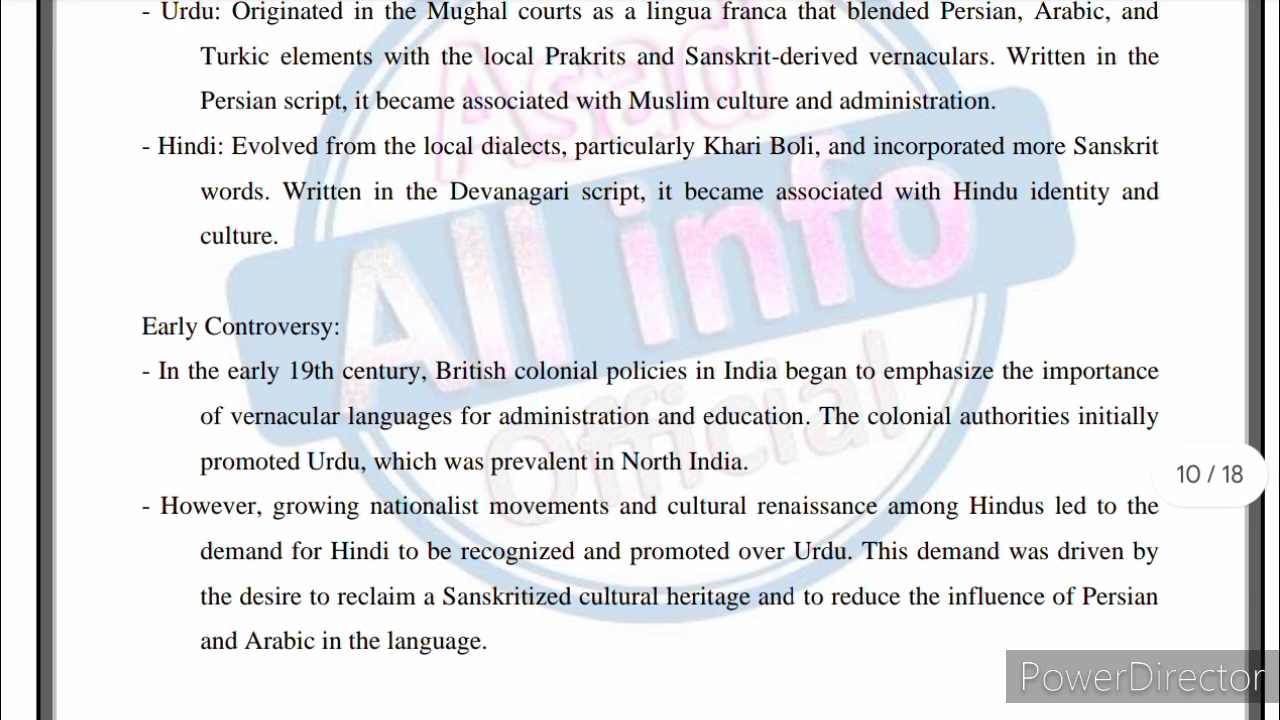 - Urdu: Originated in the Mughal courts as a lingua franca that blended Persian, Arabic, and
Turkic elements with the local Prakrits and Sanskrit-derived vernaculars. Written in the
Persian script, it became associated with Muslim culture and administration.
- Hindi: Evolved from the local dialects, particularly Khari Boli, and incorporated more Sanskrit
words. Written in the Devanagari script, it became associated with Hindu identity and
culture.
Early Controversy:
- In the early 19th century, British colonial policies in India began to emphasize the importance
of vernacular languages for administration and education. The colonial authorities initially
promoted Urdu, which was prevalent in North India.
- However, growing nationalist movements and cultural renaissance among Hindus led to the
demand for Hindi to be recognized and promoted over Urdu. This demand was driven by
the desire to reclaim a Sanskritized cultural heritage and to reduce the influence of Persian
and Arabic in the language.
Asad
All info
Official
10 / 18
PowerDirector